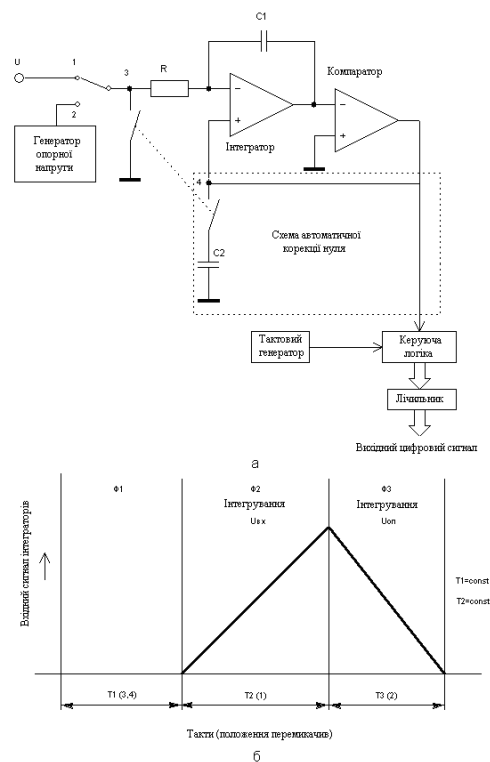 C1
U
1
3
R
Компаратор
2
Генератор
опорної
напруги
−
+
−
+
Інтегратор
4
Схема автоматичної
корекції нуля
C2
Тактовий
генератор
Керуюча
логіка
Лічильник
Вихідний цифровий сигнал
а
Ф1
Ф2
Ф3
Інтегрування
Інтегрування
Uвх
Uоп
Вхідний сигнал інтеграторів
T1=const
T2=const
T1 (3,4)
T2 (1)
T3 (2)
Такти (положення перемикачив)
б